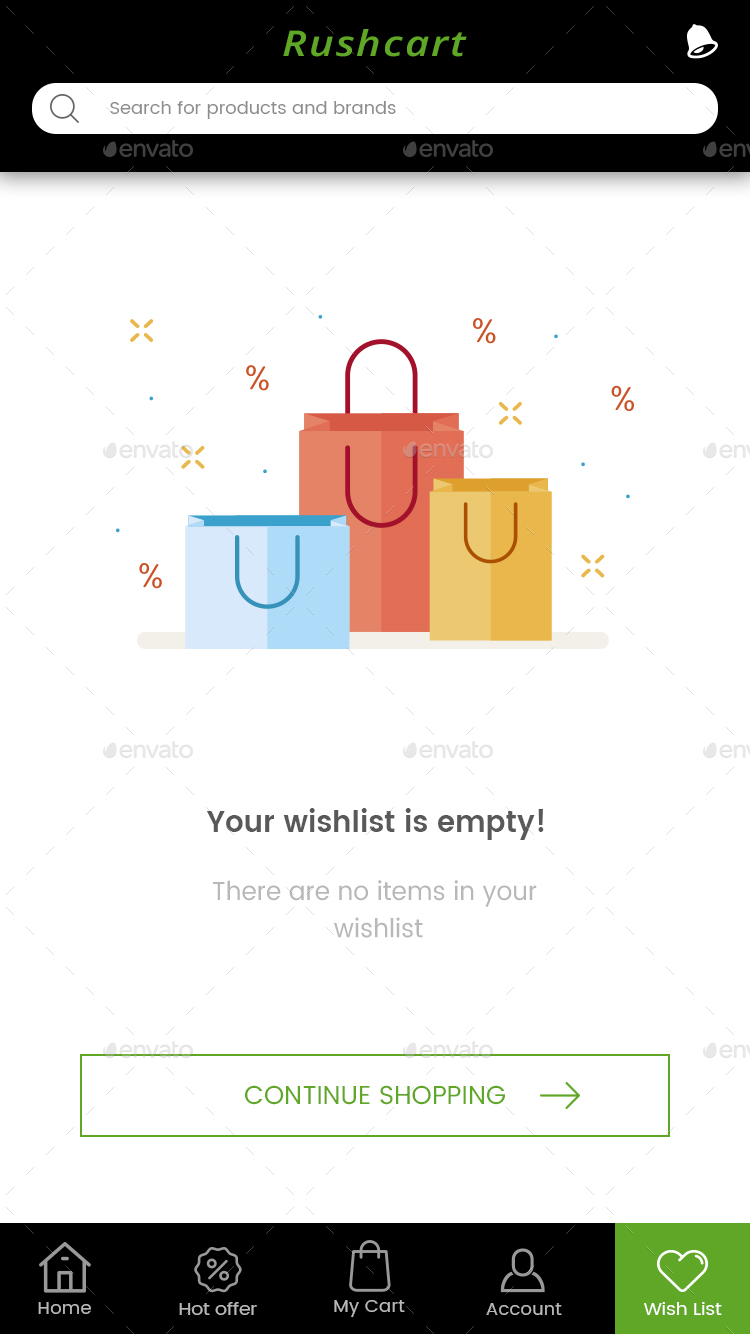 Rushcart
Search for products and brands
envato envato env
%
%
%
envato envato env
%
envato envato env
Your wishlist is empty!
There are no items in your
wishlist
envato envato env
CONTINUE SHOPPING
Home Hot offer My Cart Account Wish List